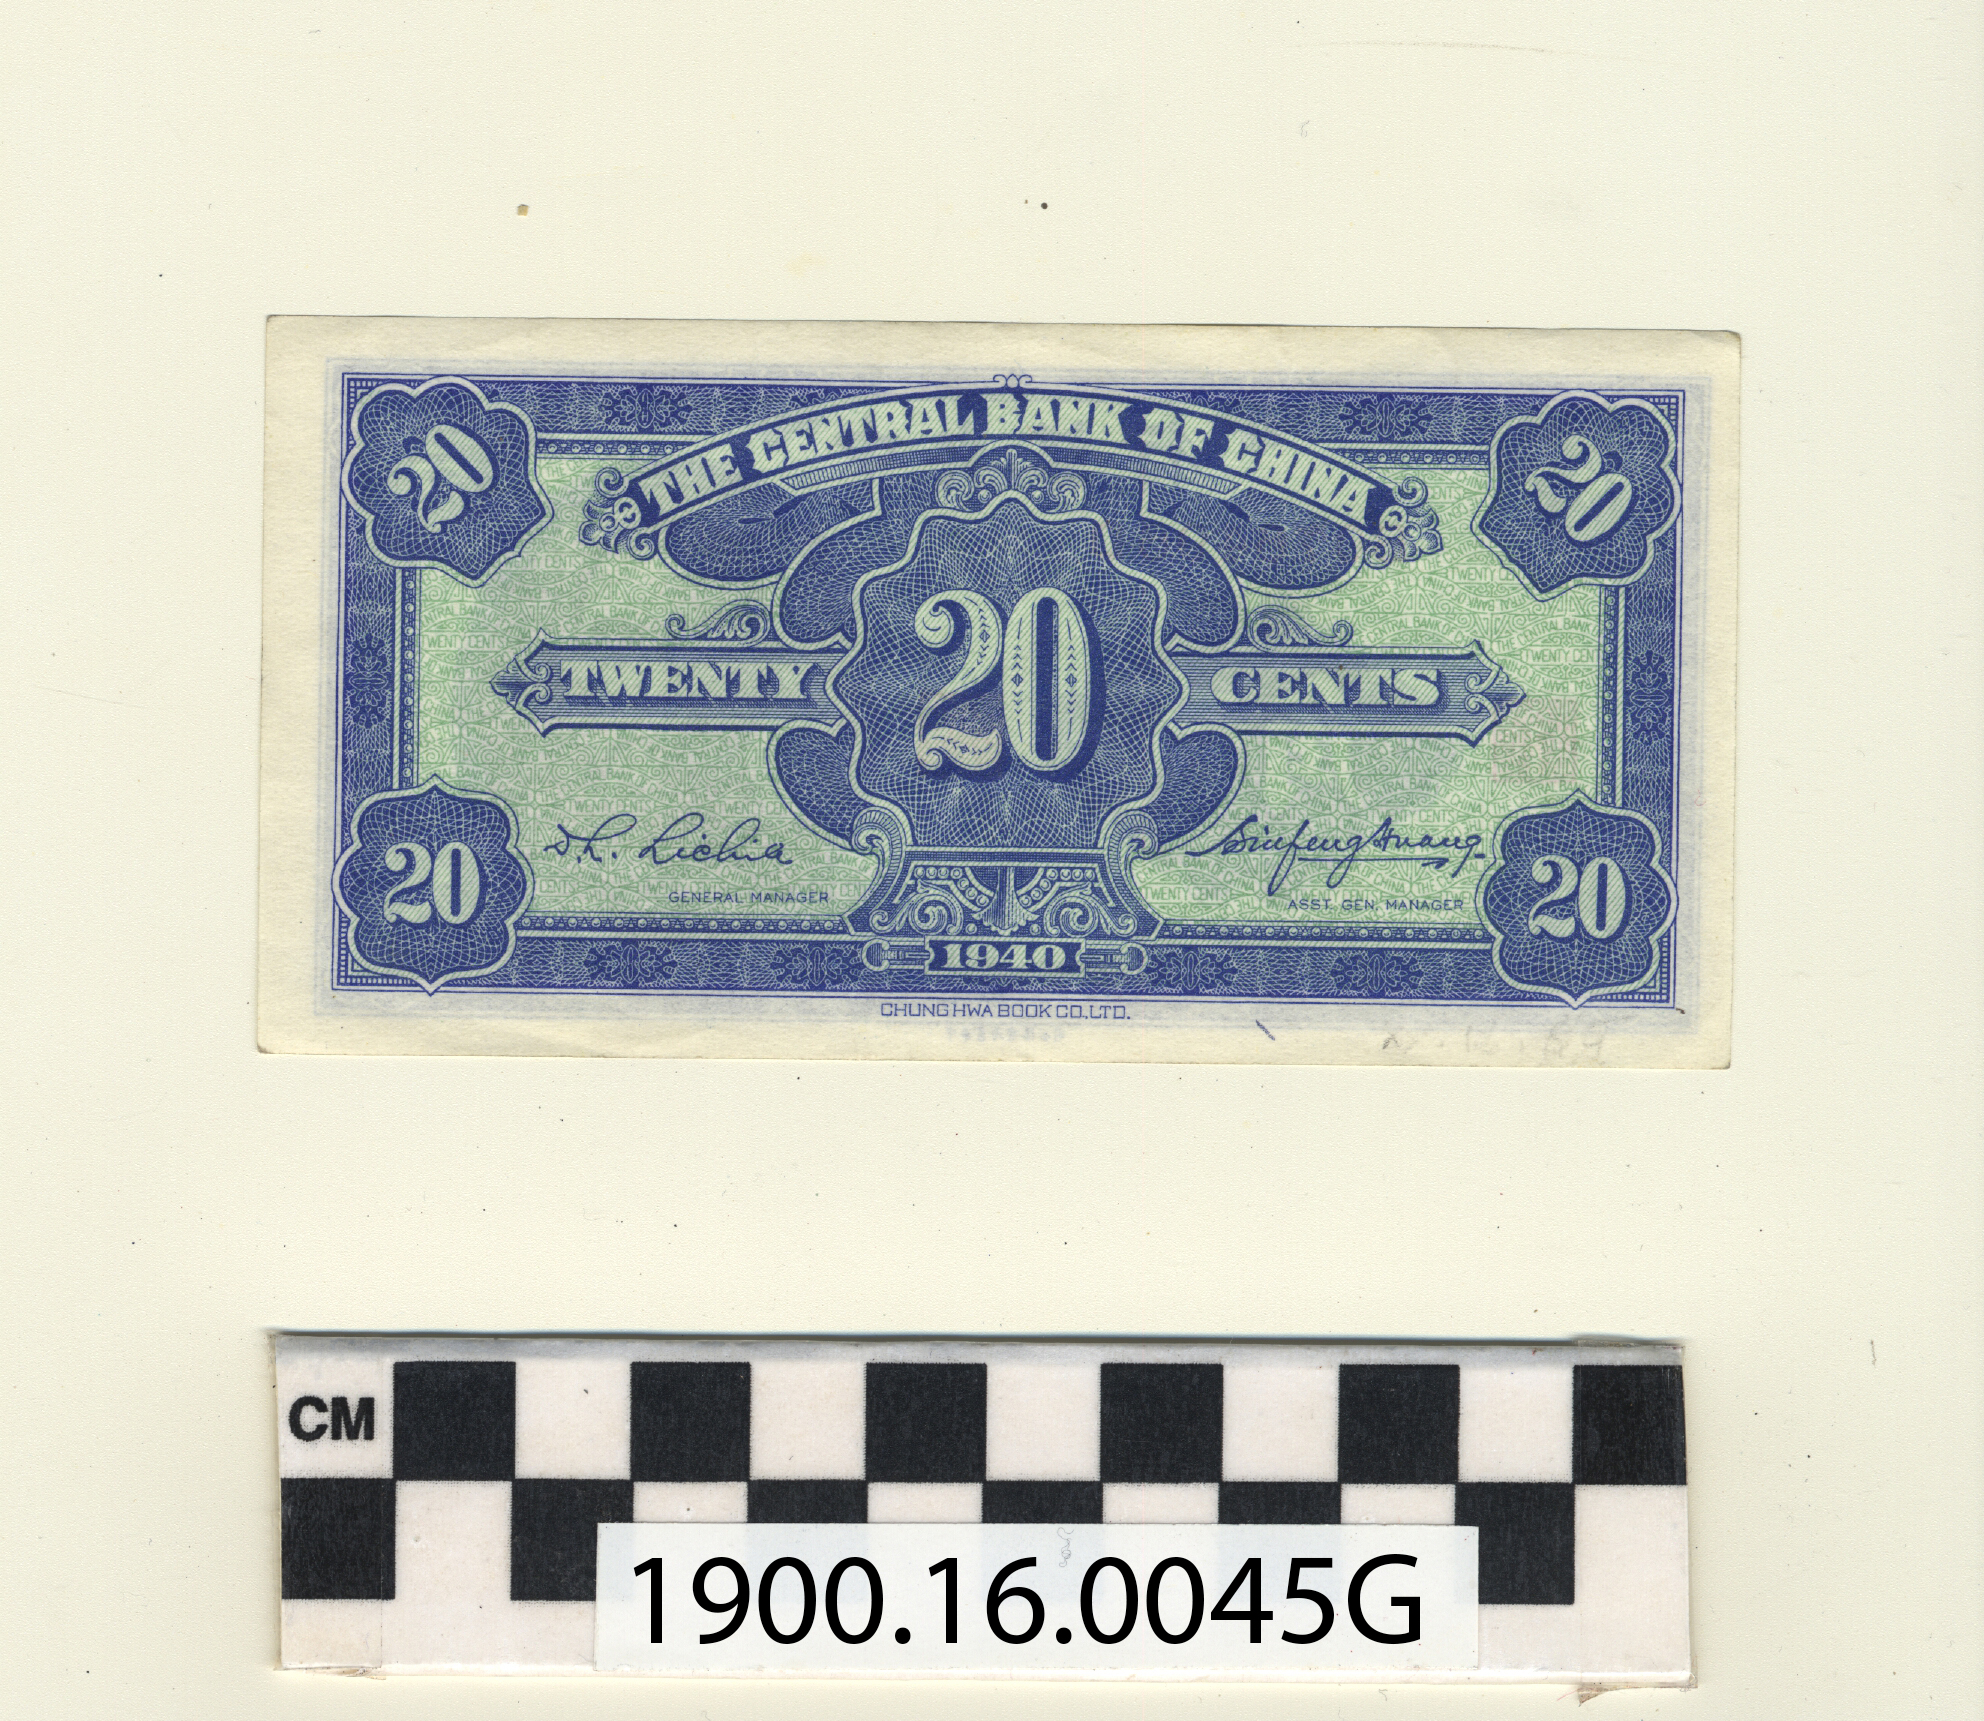 THE CENTRAL BANK OF CHINA
20 20
20
TWENTY CENTS
GENERAL MANAGER ASST. GEN. MANAGER
20 20
1940
CHUNG HWA BOOK CO.LTD.
CM
1900.16.0045G